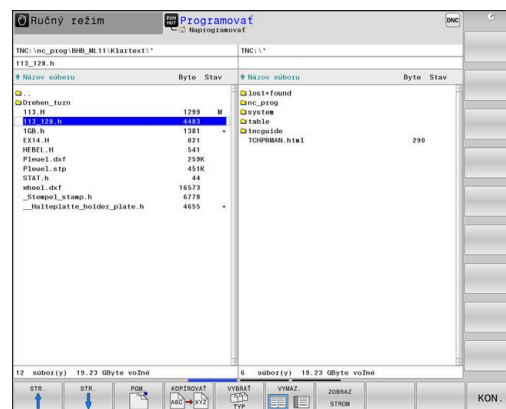 Ručný režim
PGM MGT
Programovať
Naprogramovať
DNC
TNC:\nc_prog\BHB_ML11\Klartext\*
113_128.h
Názov súboru Byte Stav
..
Drehen_turn
113.H 1299 M
113_128.h 4483
1GB.h 1381 +
EX14.H 821
HEBEL.H 541
Pleuel.dxf 259K
Pleuel.stp 451K
STAT.h 44
wheel.dxf 16573
_Stempel_stamp.h 6778
__Halteplatte_holder_plate.h 4655 +
12 súbor(y) 19.23 GByte voľné
TNC:\*
Názov súboru Byte Stav
lost+found
nc_prog
system
table
tncguide
TCHPRMAN.html 290
6 súbor(y) 19.23 GByte voľné
STR.
STR.
PGM
KOPÍROVAŤ
ABC XYZ
VYBRAŤ
TYP
VYMAZ.
ZOBRAZ
STROM
KON.